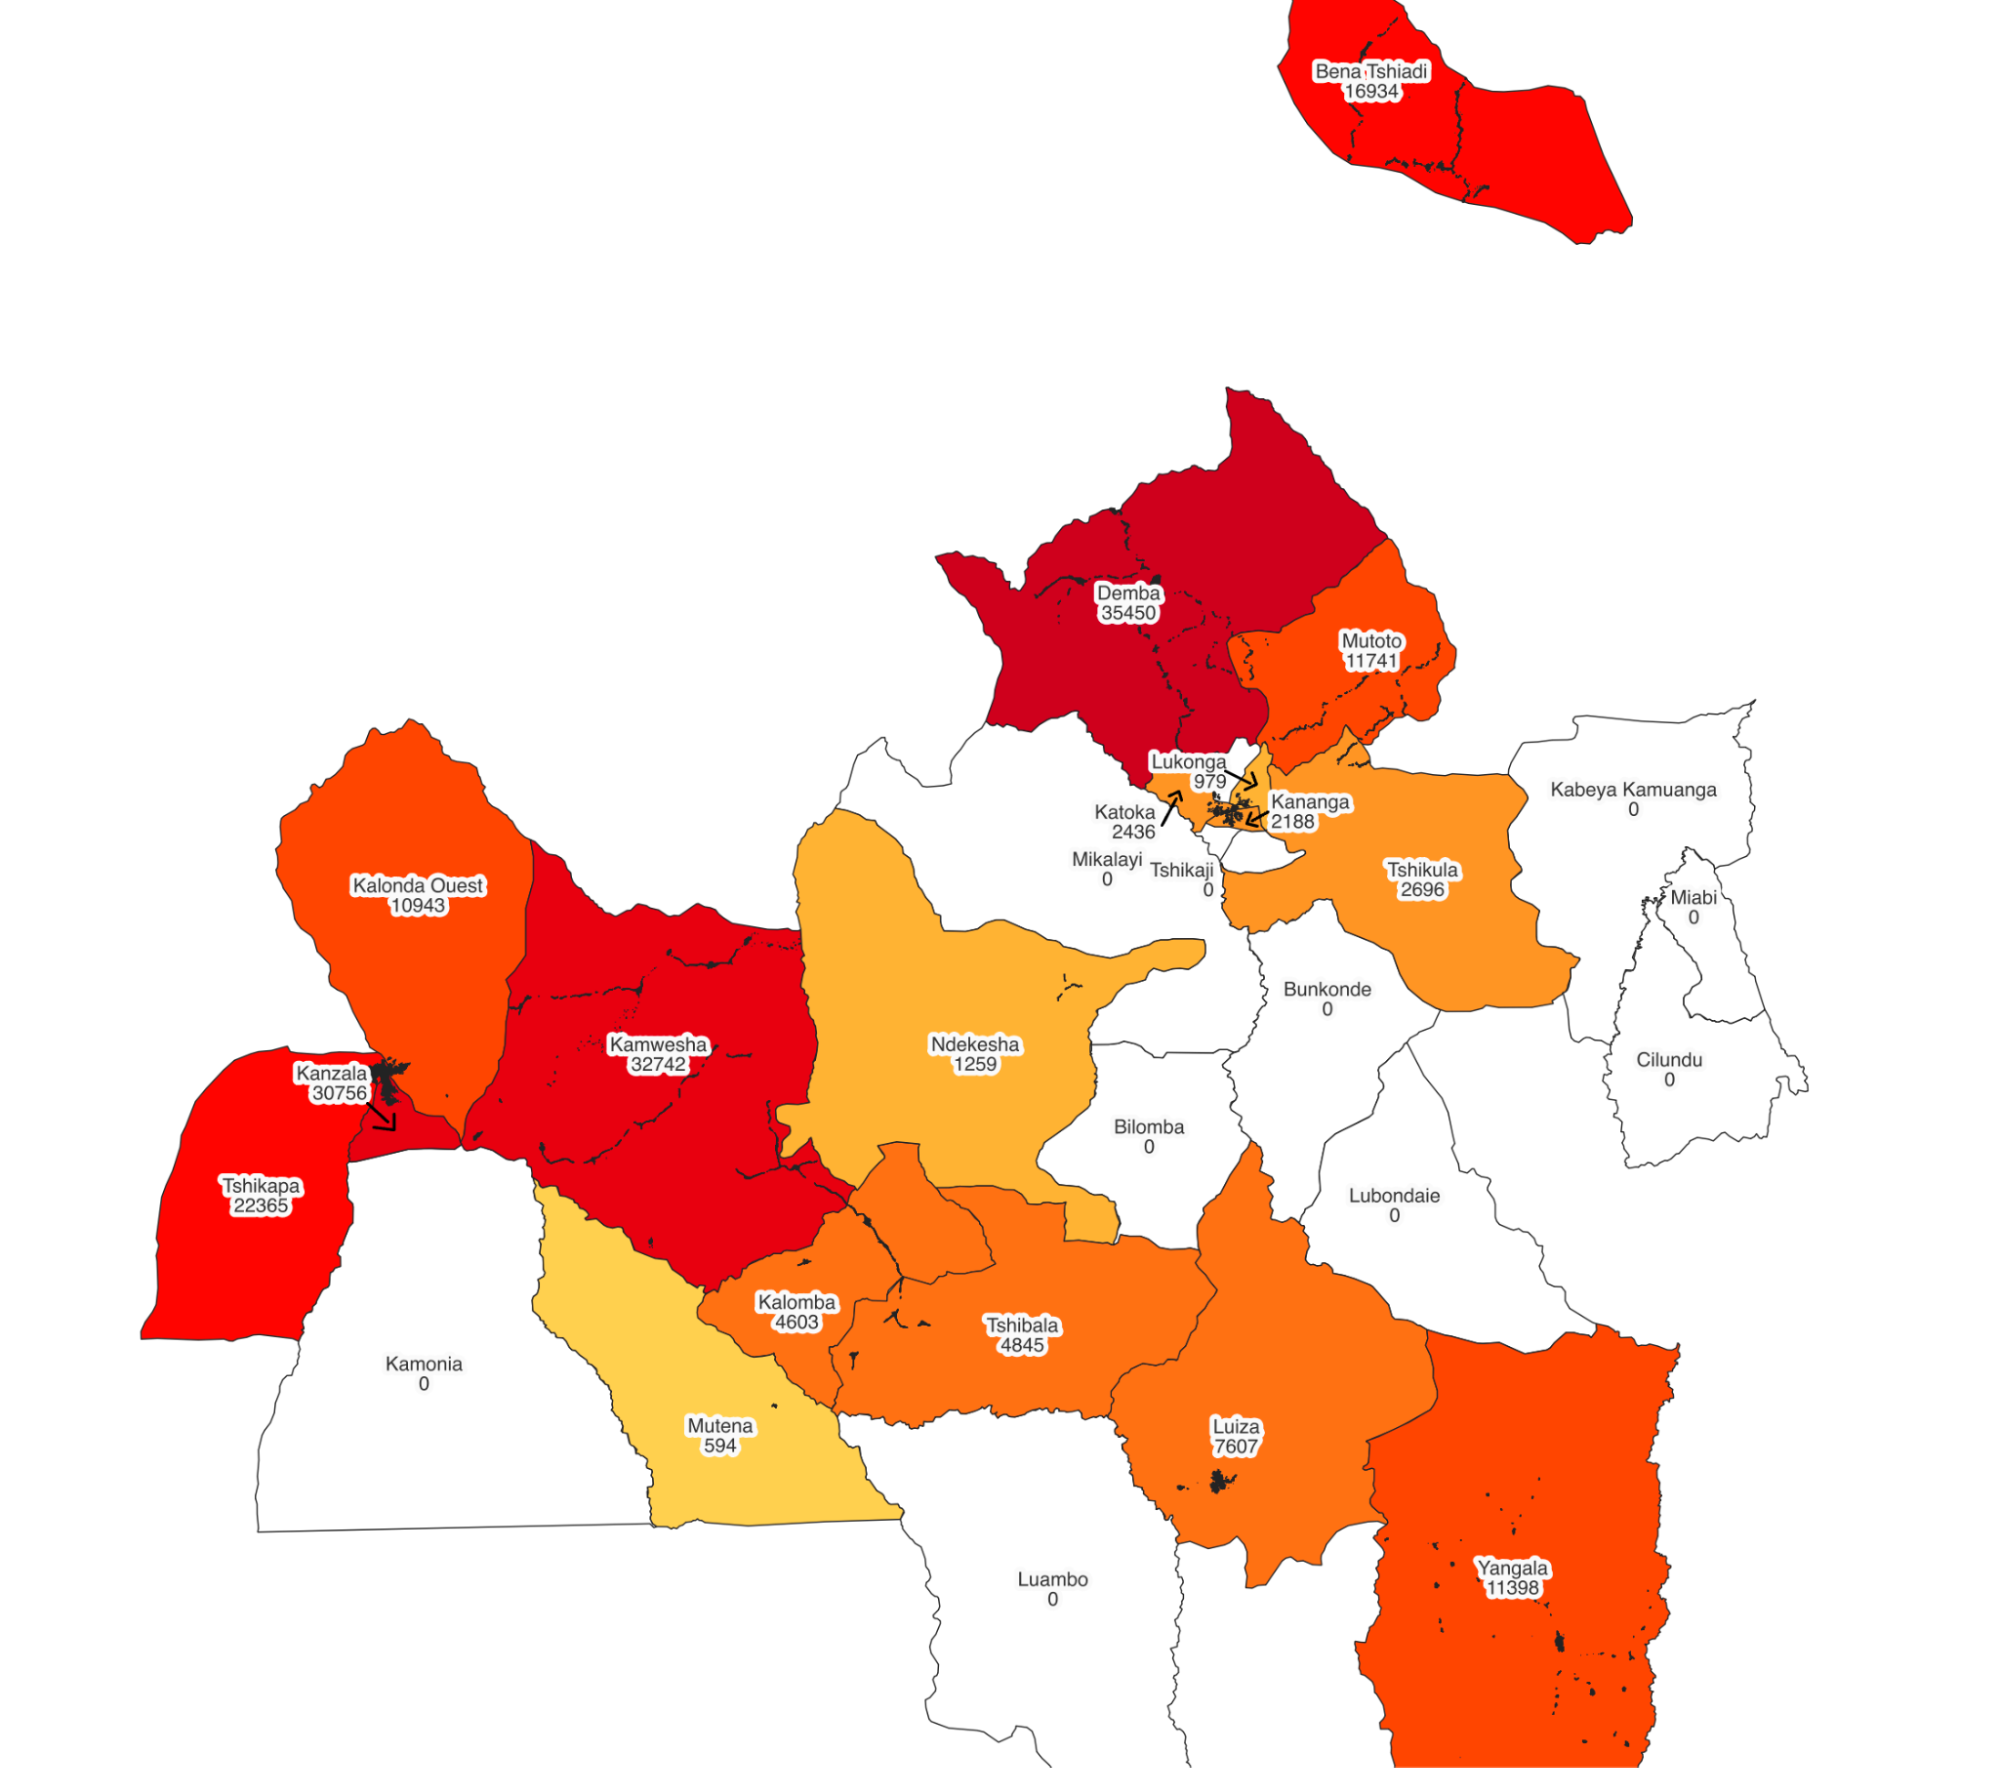 Bena Tshiadi
16934
Demba
35450
Mutoto
11741
Lukonga
979
Kananga
2188
Katoka
2436
Kabeya Kamuanga
0
Mikalayi
0
Tshikaji
0
Tshikula
2696
Kalonda Ouest
10943
Miabi
0
Bunkonde
0
Kamwesha
32742
Ndekesha
1259
Kanzala
30756
Cilundu
0
Bilomba
0
Tshikapa
22365
Lubondaie
0
Kalomba
4603
Tshibala
4845
Kamonia
0
Mutena
594
Luiza
7607
Luambo
0
Yangala
11398